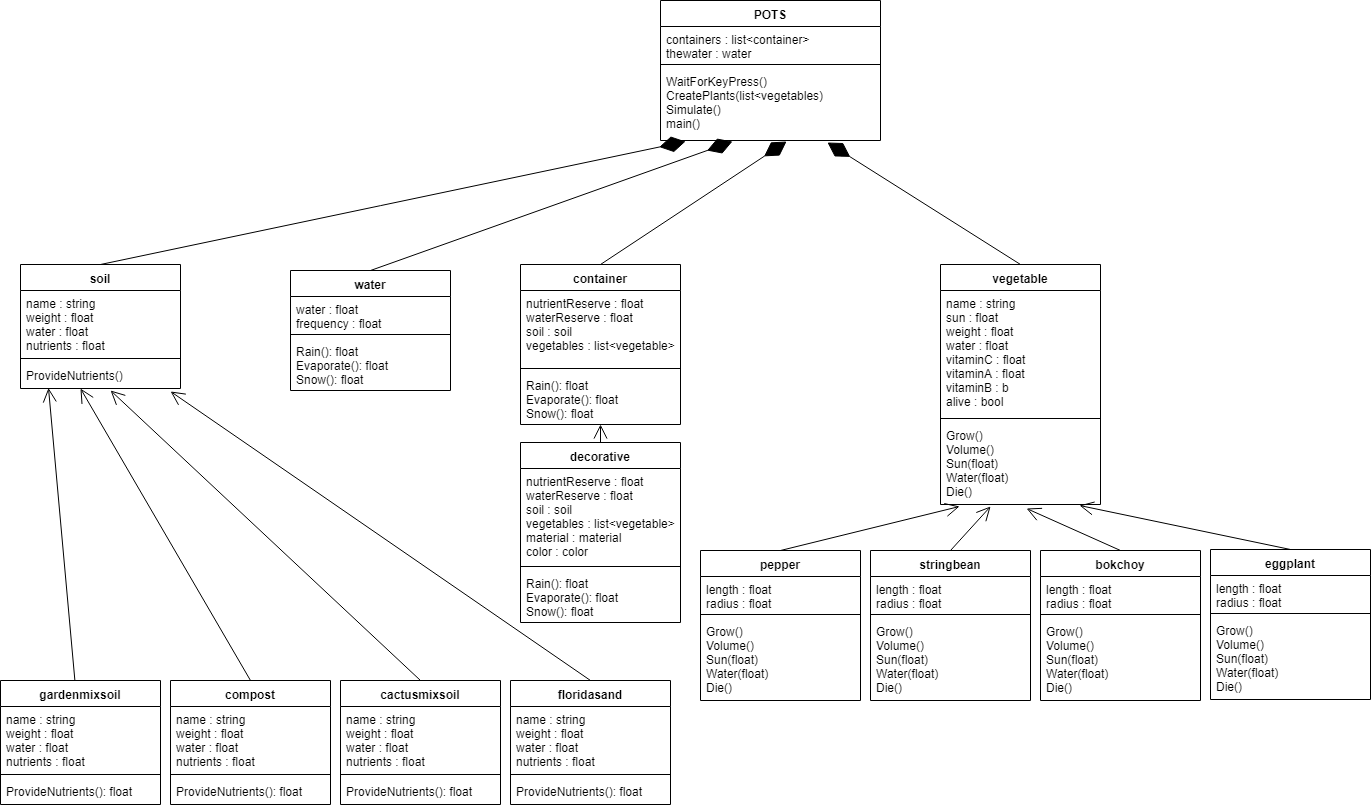 POTS
containers : list<container>
thewater : water
WaitForKeyPress()
CreatePlants(list<vegetables)
Simulate()
main()
soil
name : string
weight : float
water : float
nutrients : float
ProvideNutrients()
water
water : float
frequency : float
Rain(): float
Evaporate(): float
Snow(): float
container
nutrientReserve : float
waterReserve : float
soil : soil
vegetables : list<vegetable>
Rain(): float
Evaporate(): float
Snow(): float
vegetable
name : string
sun : float
weight : float
water : float
vitaminC : float
vitaminA : float
vitaminB : b
alive : bool
Grow()
Volume()
Sun(float)
Water(float)
Die()
decorative
nutrientReserve : float
waterReserve : float
soil : soil
vegetables : list<vegetable>
material : material
color : color
Rain(): float
Evaporate(): float
Snow(): float
pepper
length : float
radius : float
Grow()
Volume()
Sun(float)
Water(float)
Die()
stringbean
length : float
radius : float
Grow()
Volume()
Sun(float)
Water(float)
Die()
bokchoy
length : float
radius : float
Grow()
Volume()
Sun(float)
Water(float)
Die()
eggplant
length : float
radius : float
Grow()
Volume()
Sun(float)
Water(float)
Die()
gardenmixsoil
name : string
weight : float
water : float
nutrients : float
ProvideNutrients(): float
compost
name : string
weight : float
water : float
nutrients : float
ProvideNutrients(): float
cactusmixsoil
name : string
weight : float
water : float
nutrients : float
ProvideNutrients(): float
floridasand
name : string
weight : float
water : float
nutrients : float
ProvideNutrients(): float